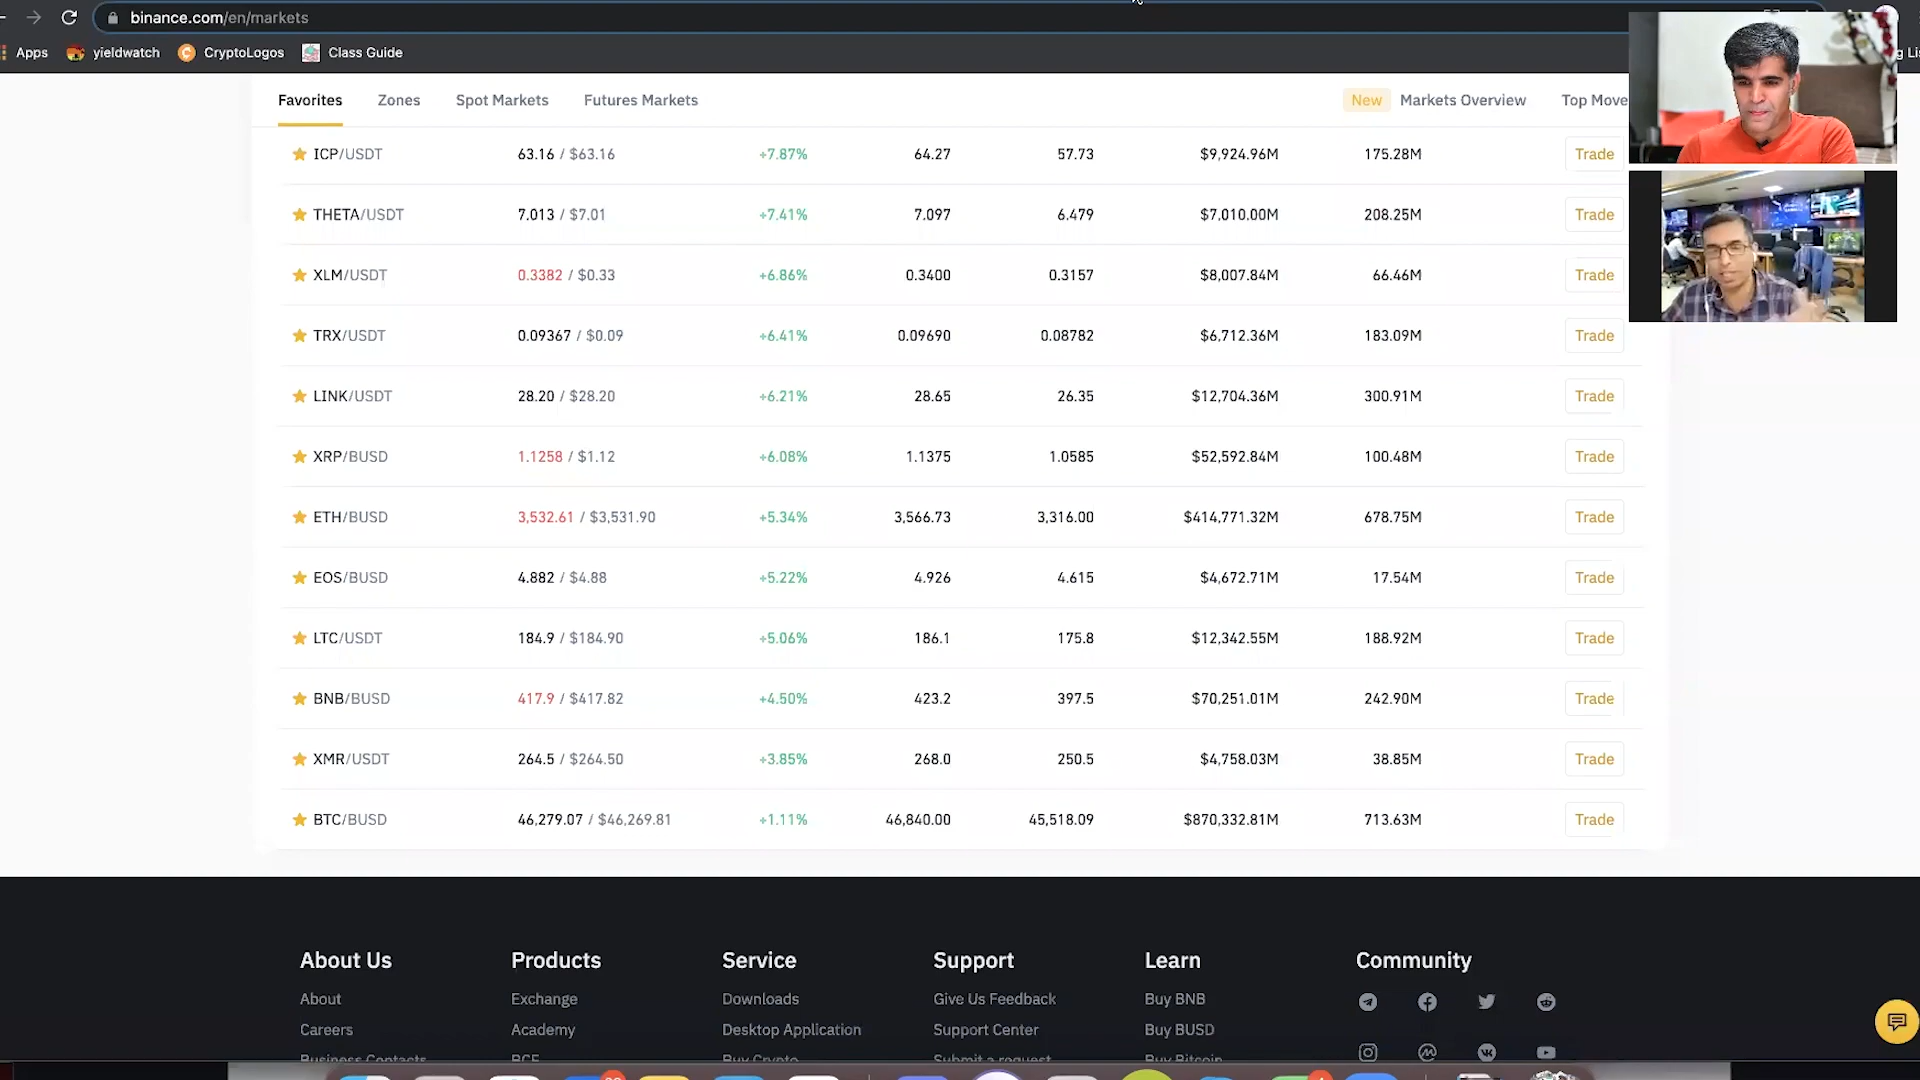 binance.com/en/markets
Apps yieldwatch CryptoLogos Class Guide
Favorites Zones Spot Markets Futures Markets New Markets Overview Top Move
ICP/USDT 63.16 / $63.16 +7.87% 64.27 57.73 $9,924.96M 175.28M Trade
THETA/USDT 7.013 / $7.01 +7.41% 7.097 6.479 $7,010.00M 208.25M Trade
XLM/USDT 0.3382 / $0.33 +6.86% 0.3400 0.3157 $8,007.84M 66.46M Trade
TRX/USDT 0.09367 / $0.09 +6.41% 0.09690 0.08782 $6,712.36M 183.09M Trade
LINK/USDT 28.20 / $28.20 +6.21% 28.65 26.35 $12,704.36M 300.91M Trade
XRP/BUSD 1.1258 / $1.12 +6.08% 1.1375 1.0585 $52,592.84M 100.48M Trade
ETH/BUSD 3,532.61 / $3,531.90 +5.34% 3,566.73 3,316.00 $414,771.32M 678.75M Trade
EOS/BUSD 4.882 / $4.88 +5.22% 4.926 4.615 $4,672.71M 17.54M Trade
LTC/USDT 184.9 / $184.90 +5.06% 186.1 175.8 $12,342.55M 188.92M Trade
BNB/BUSD 417.9 / $417.82 +4.50% 423.2 397.5 $70,251.01M 242.90M Trade
XMR/USDT 264.5 / $264.50 +3.85% 268.0 250.5 $4,758.03M 38.85M Trade
BTC/BUSD 46,279.07 / $46,269.81 +1.11% 46,840.00 45,518.09 $870,332.81M 713.63M Trade
About Us Products Service Support Learn Community
About Exchange Downloads Give Us Feedback Buy BNB
Careers Academy Desktop Application Support Center Buy BUSD
Business Contacts Buy Crypto Submit a request Buy Bitcoin